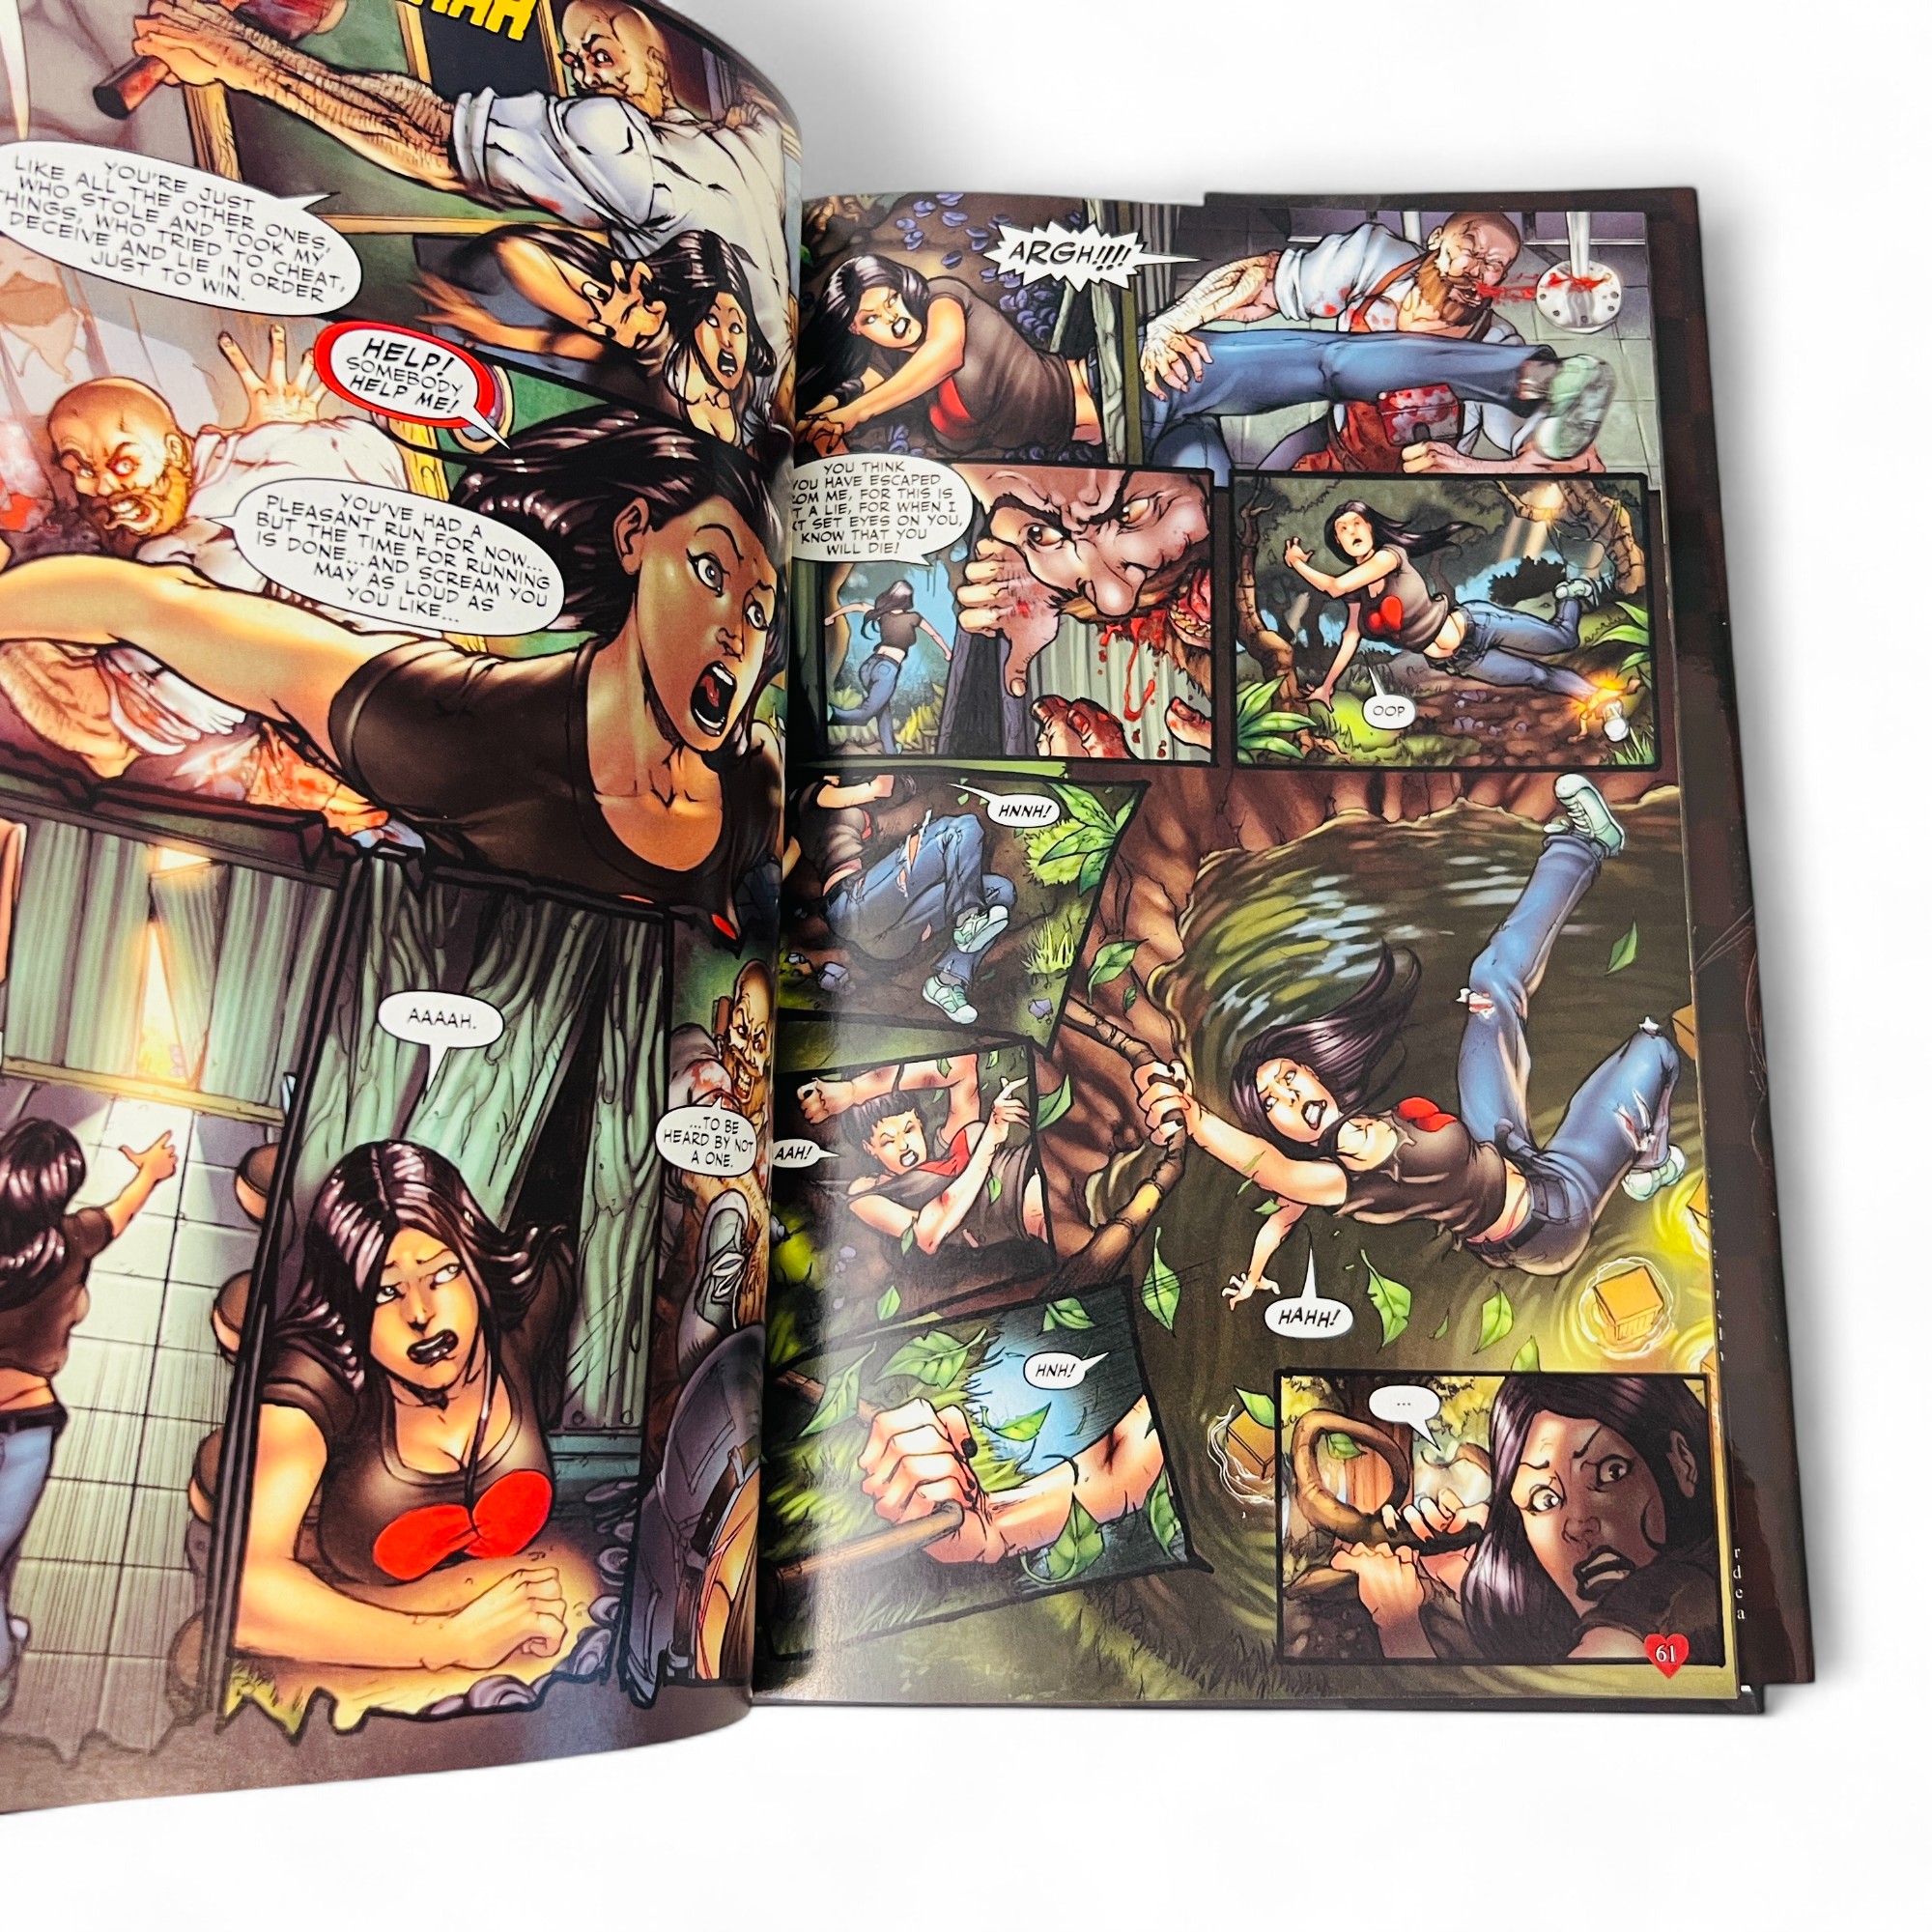 YOU'RE JUST
LIKE ALL THE OTHER ONES,
WHO STOLE AND TOOK MY
THINGS, WHO TRIED TO CHEAT,
DECEIVE AND LIE IN ORDER
JUST TO WIN.
HELP!
SOMEBODY
HELP ME!
YOU'VE HAD A
PLEASANT RUN FOR NOW...
BUT THE TIME FOR RUNNING
IS DONE...AND SCREAM YOU
MAY AS LOUD AS
YOU LIKE...
AAAAH.
...TO BE
HEARD BY NOT
A ONE.
ARGH!!!!
YOU THINK
YOU HAVE ESCAPED
ME, FOR THIS IS
A LIE, FOR WHEN I
SET EYES ON YOU,
KNOW THAT YOU
WILL DIE!
OOP
HNNH!
AAH!
HAHH!
HNH!
...
61
r
d
e
a